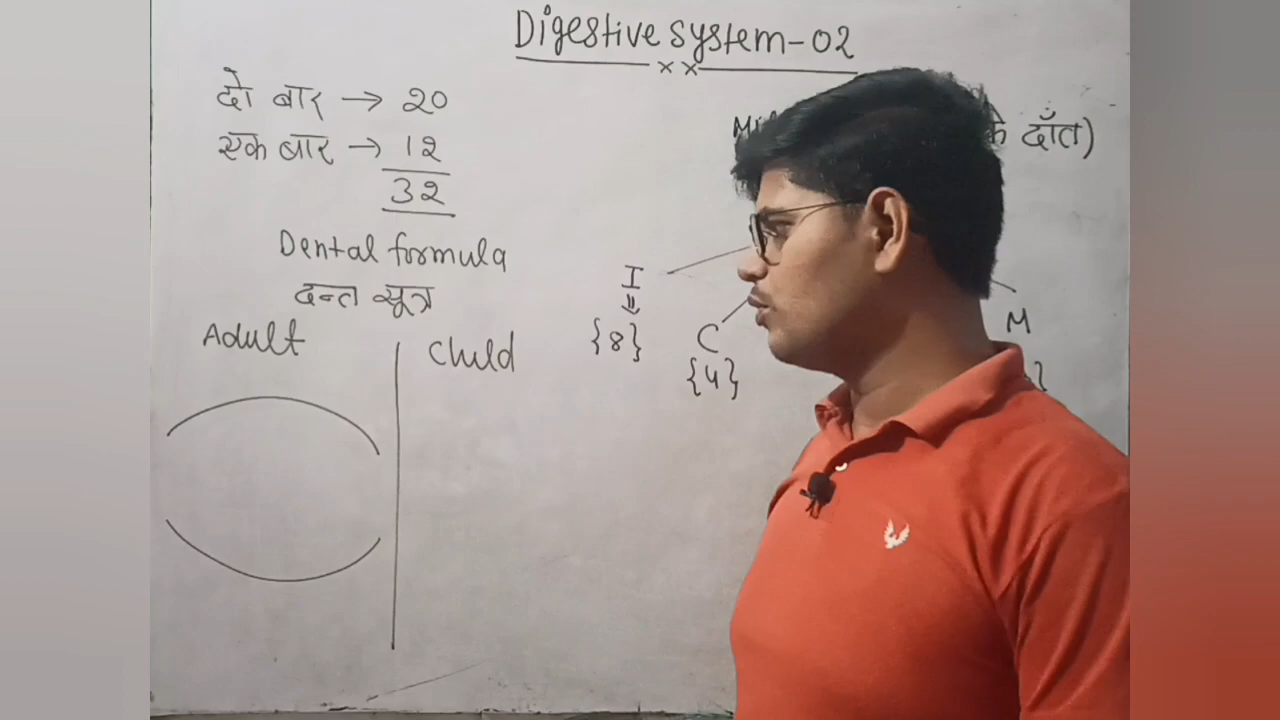 Digestive system-02
दो बार → 20
एक बार → 12
32
Dental formula
दन्त सूत्र
Adult
Child
के दाँत)
I
{8}
C
{4}
M